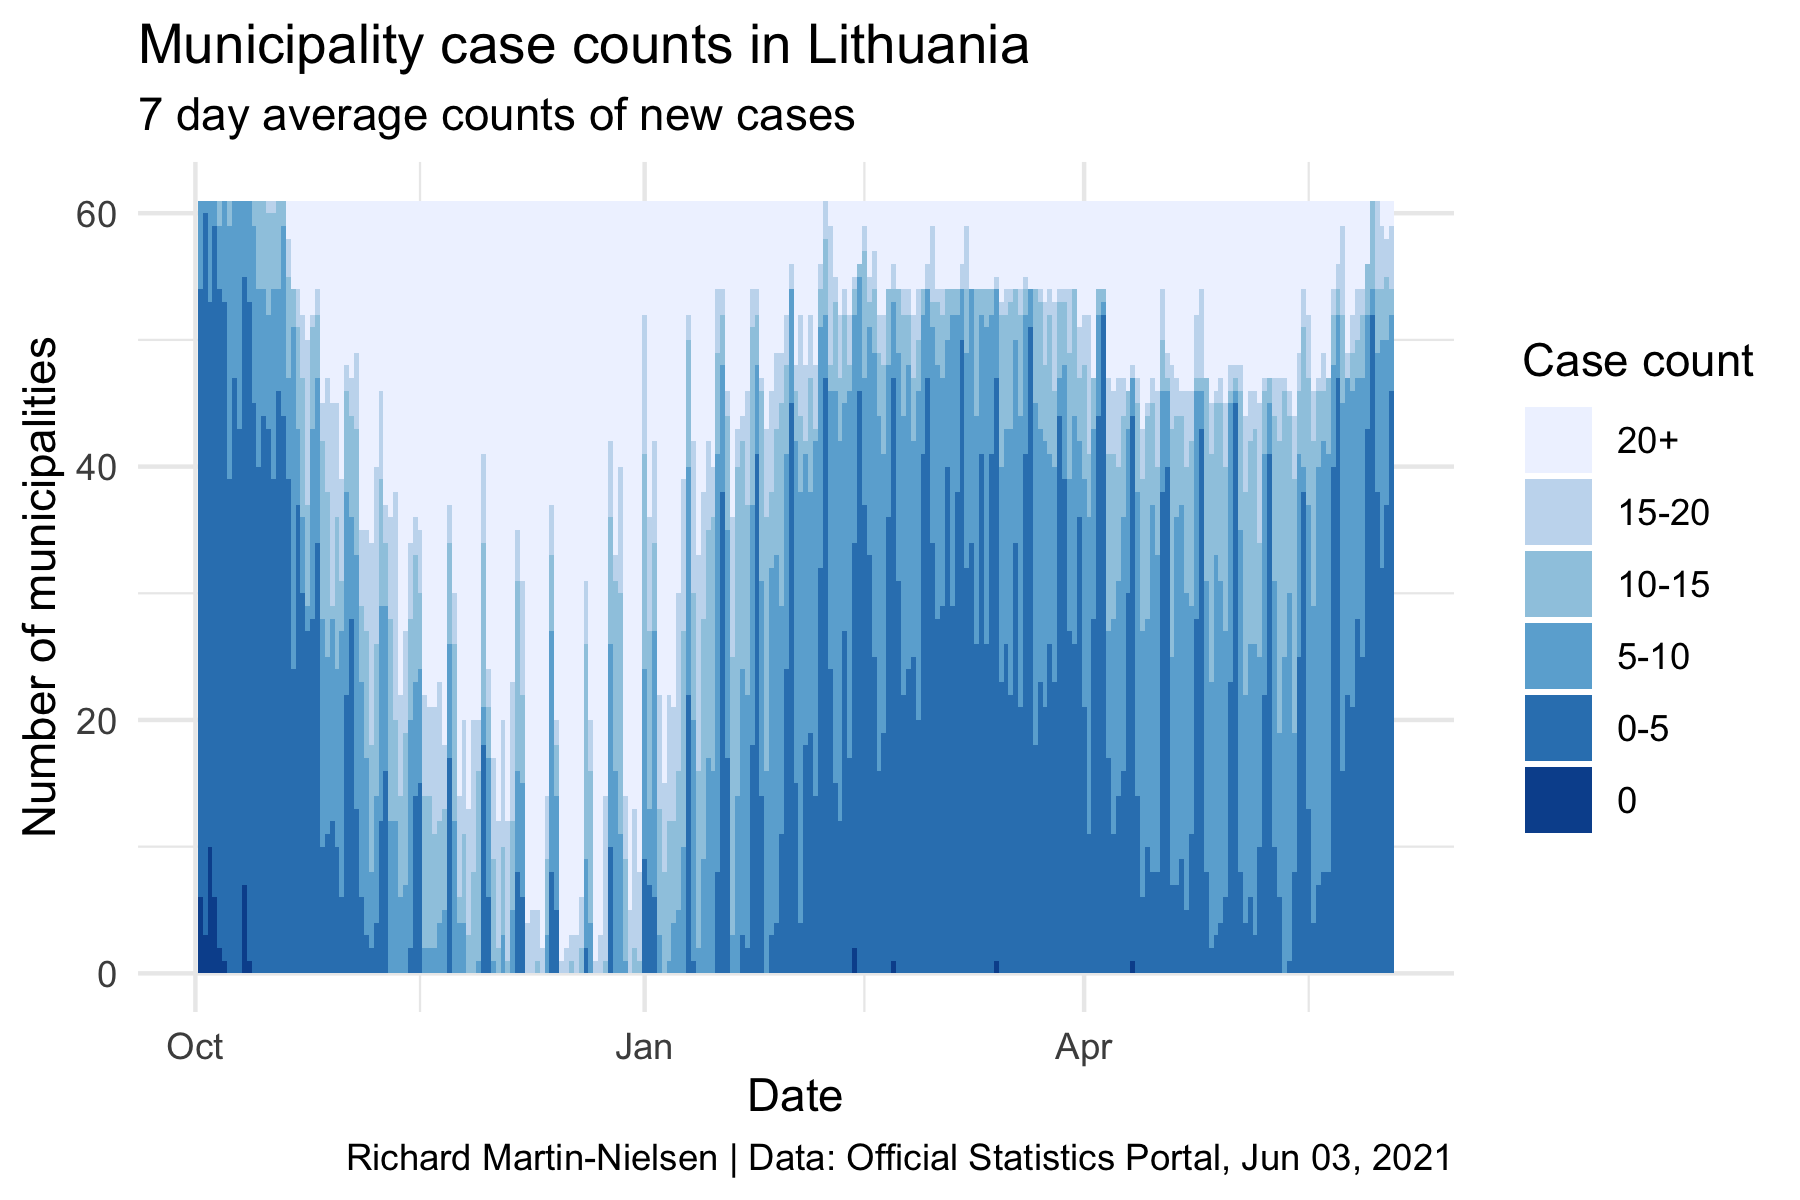 Municipality case counts in Lithuania
7 day average counts of new cases
Number of municipalities
60
40
20
0
Oct
Jan
Apr
Date
Case count
20+
15-20
10-15
5-10
0-5
0
Richard Martin-Nielsen | Data: Official Statistics Portal, Jun 03, 2021